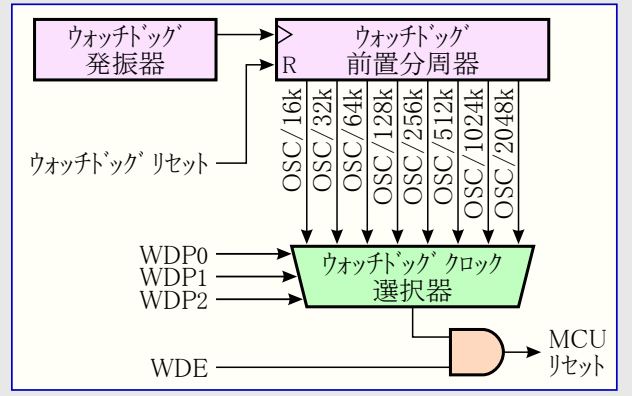 ウォッチドッグ
発振器
ウォッチドッグ
前置分周器
R
OSC/16k
OSC/32k
OSC/64k
OSC/128k
OSC/256k
OSC/512k
OSC/1024k
OSC/2048k
ウォッチドッグ リセット
WDP0
WDP1
WDP2
ウォッチドッグ クロック
選択器
WDE
MCU
リセット